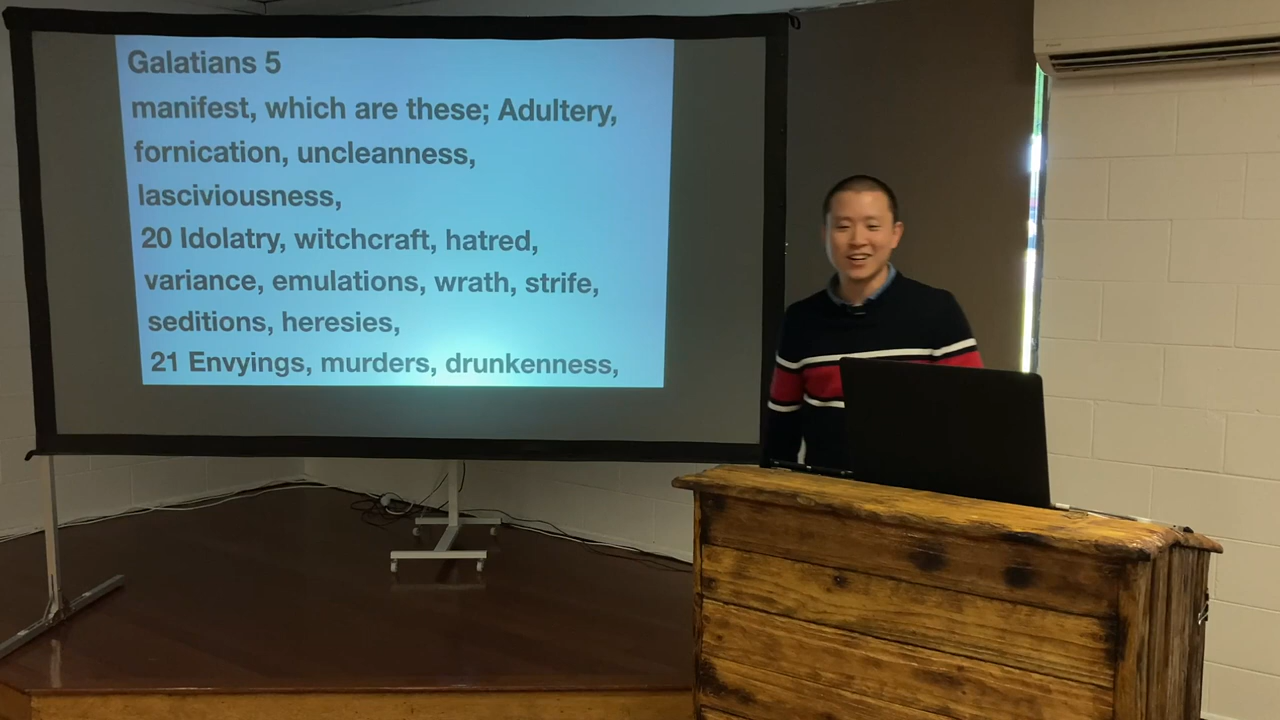 Galatians 5
manifest, which are these; Adultery,
fornication, uncleanness,
lasciviousness,
20 Idolatry, witchcraft, hatred,
variance, emulations, wrath, strife,
seditions, heresies,
21 Envyings, murders, drunkenness,